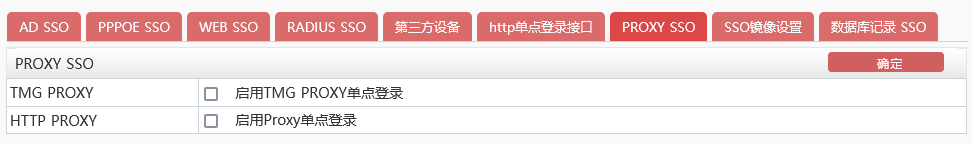 AD SSO PPPOE SSO WEB SSO RADIUS SSO 第三方设备 http单点登录接口 PROXY SSO SSO镜像设置 数据库记录 SSO
PROXY SSO 确定
TMG PROXY 启用TMG PROXY单点登录
HTTP PROXY 启用Proxy单点登录